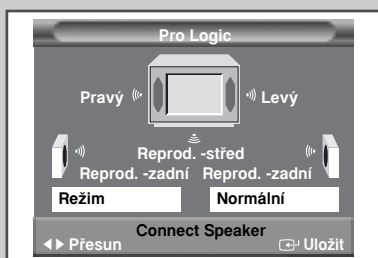 Pro Logic
Pravý Levý
Reprod. -střed
Reprod. -zadní Reprod. -zadní
Režim Normální
Connect Speaker
Přesun Uložit